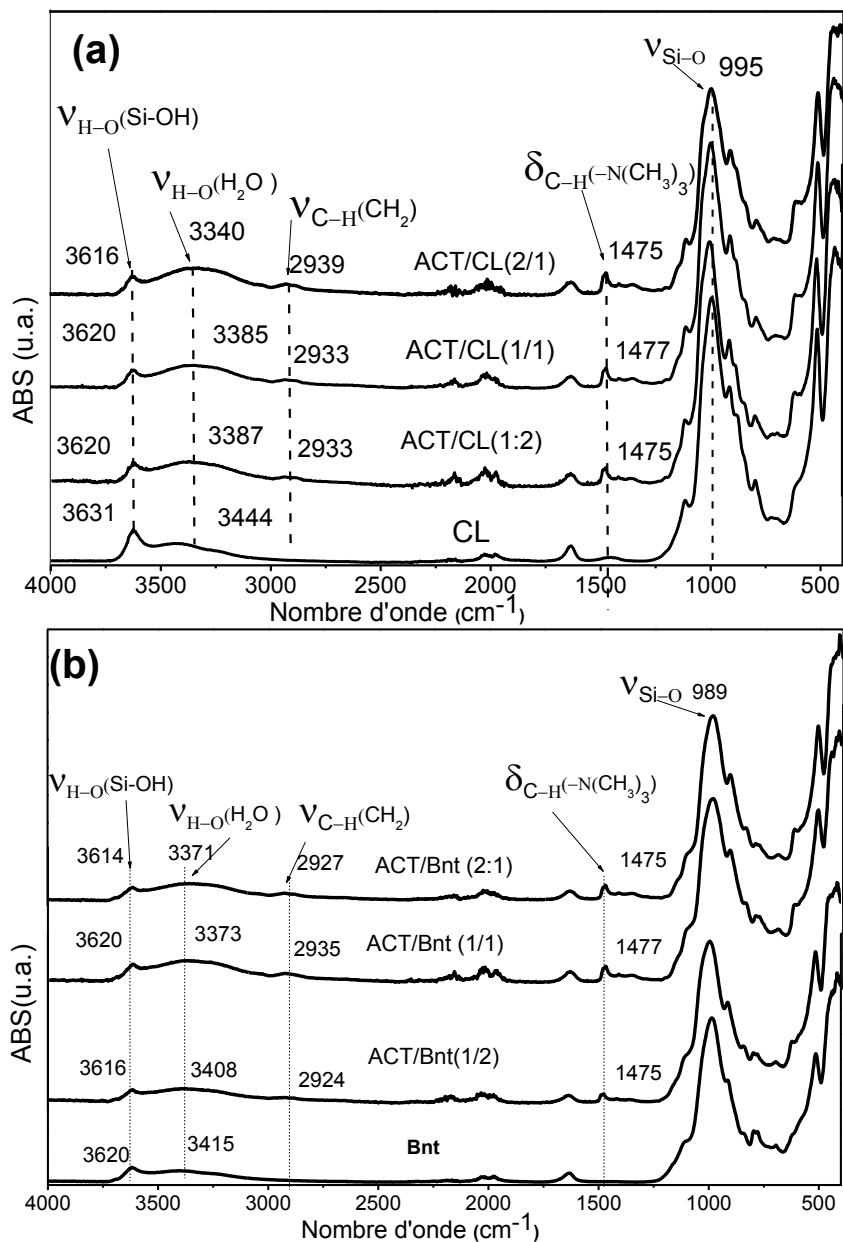 (a)
νSi–O 995
νH–O(Si-OH)
νH–O(H2O )
δC–H(–N(CH3)3)
νC–H(CH2)
3340
3616 2939 ACT/CL(2/1) 1475
3620 3385 2933 ACT/CL(1/1) 1477
3620 3387 2933 ACT/CL(1:2) 1475
3631 3444 CL
ABS (u.a.)
4000 3500 3000 2500 2000 1500 1000 500
Nombre d'onde (cm-1)
(b)
νSi–O 989
νH–O(Si-OH)
νH–O(H2O )
νC–H(CH2)
δC–H(–N(CH3)3)
3614 3371 2927 ACT/Bnt (2:1) 1475
3620 3373 2935 ACT/Bnt (1/1) 1477
3616 3408 2924 ACT/Bnt(1/2) 1475
3620 3415 Bnt
ABS(u.a.)
4000 3500 3000 2500 2000 1500 1000 500
Nombre d'onde (cm-1)